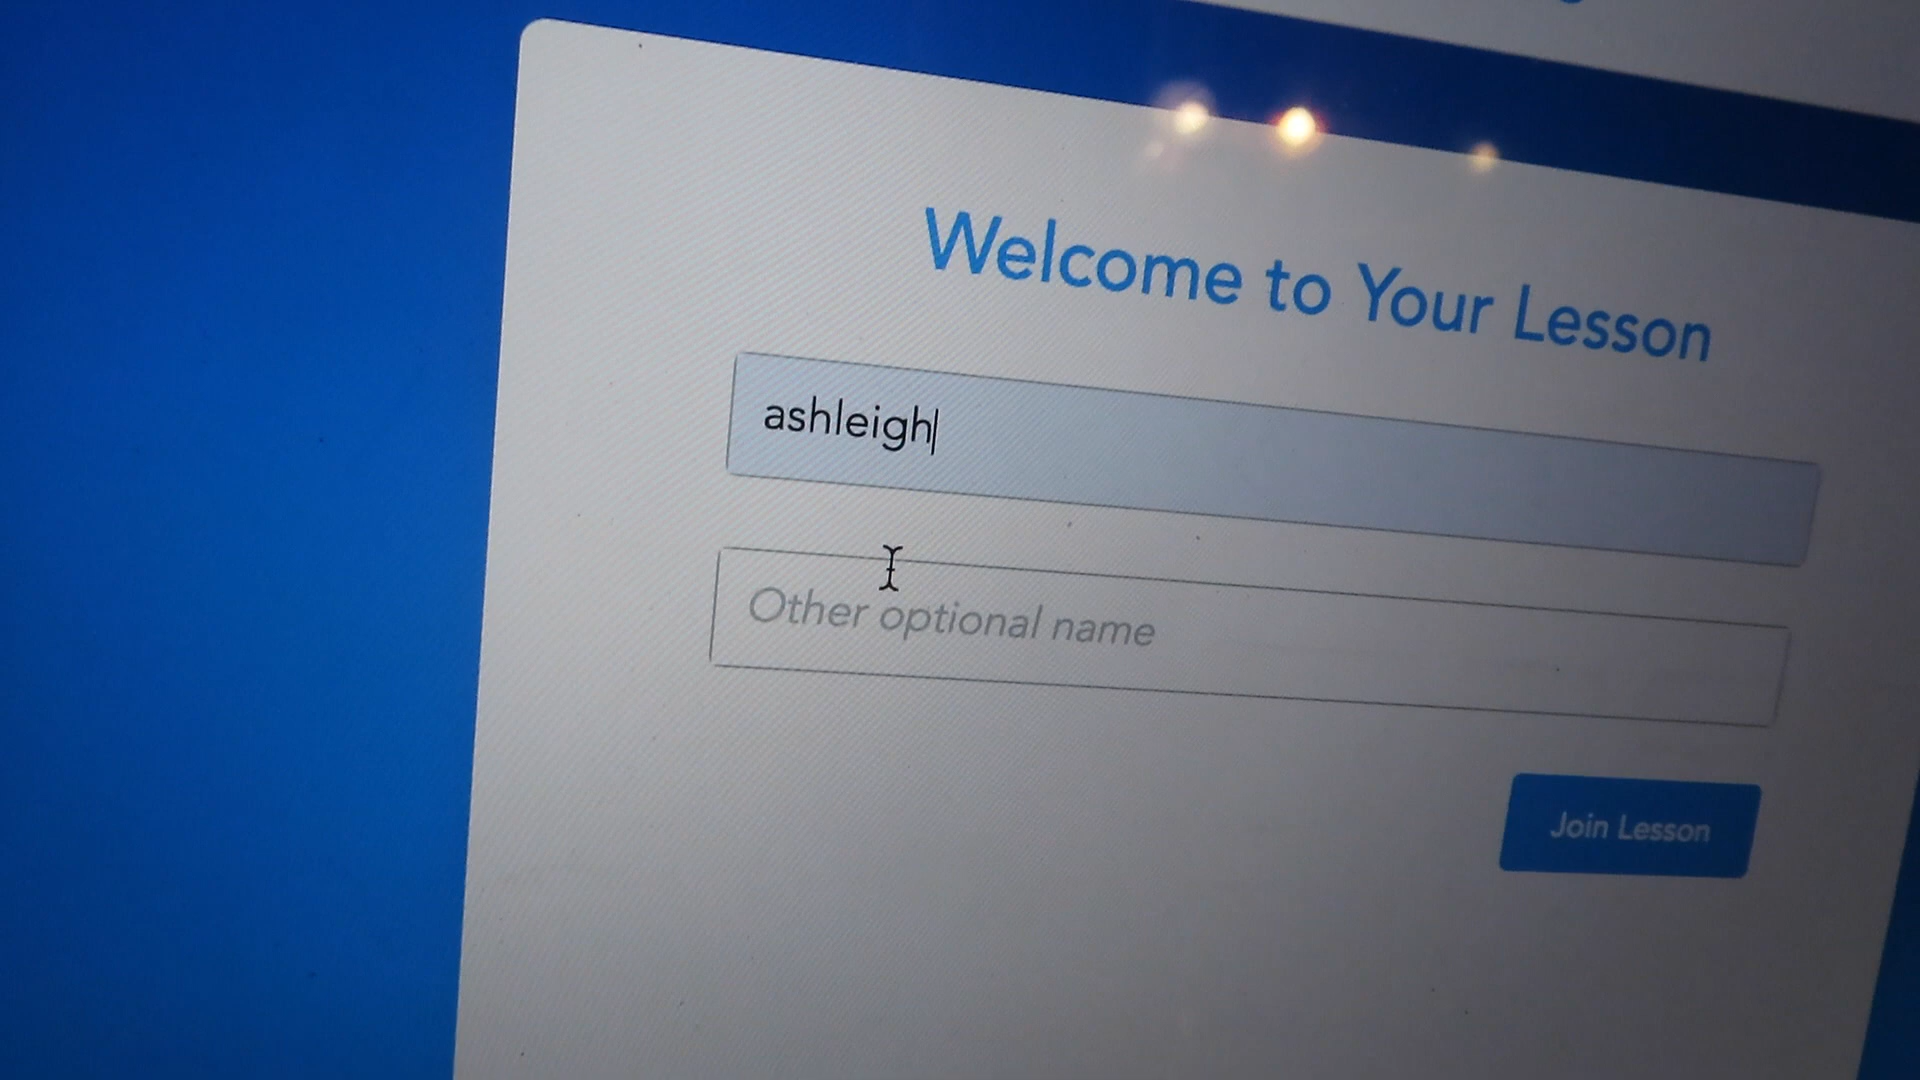 Welcome to Your Lesson
ashleigh
Other optional name
Join Lesson